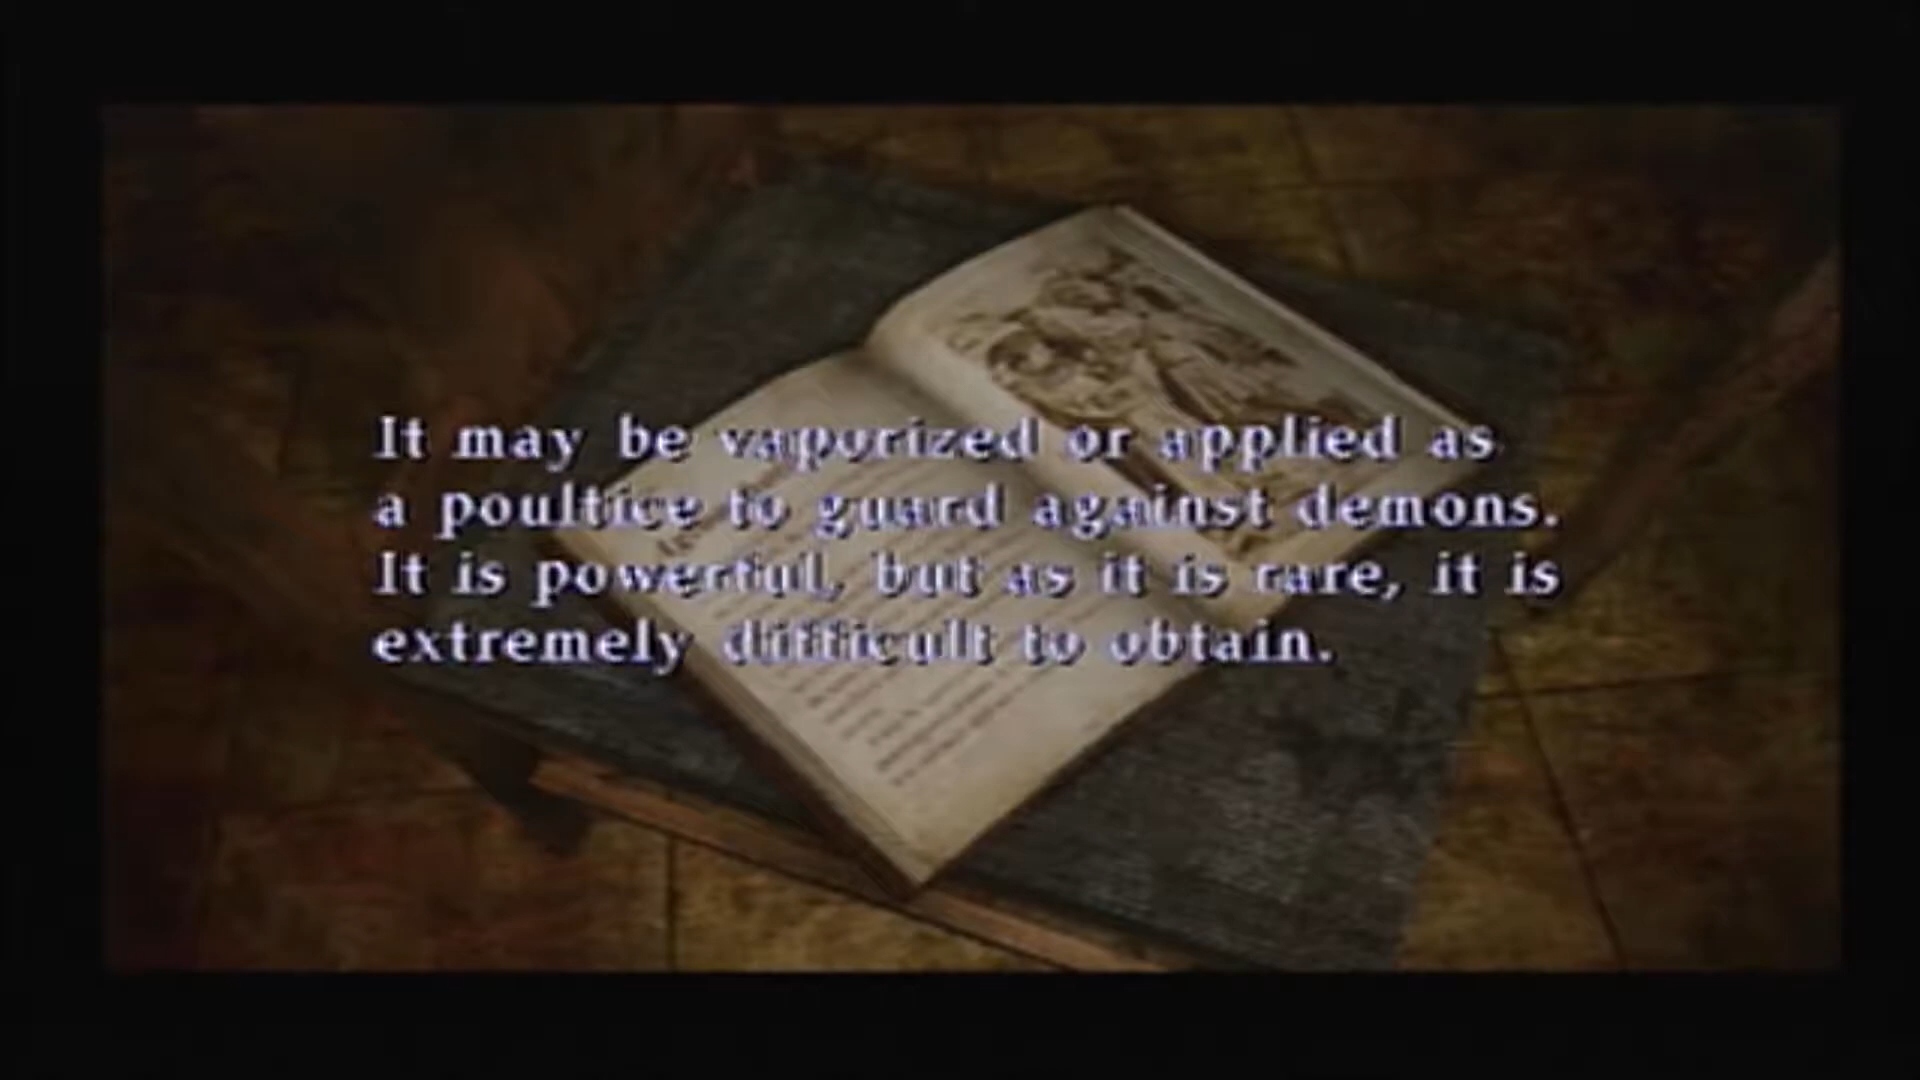 It may be vaporized or applied as
a poultice to guard against demons.
It is powerful, but as it is rare, it is
extremely difficult to obtain.